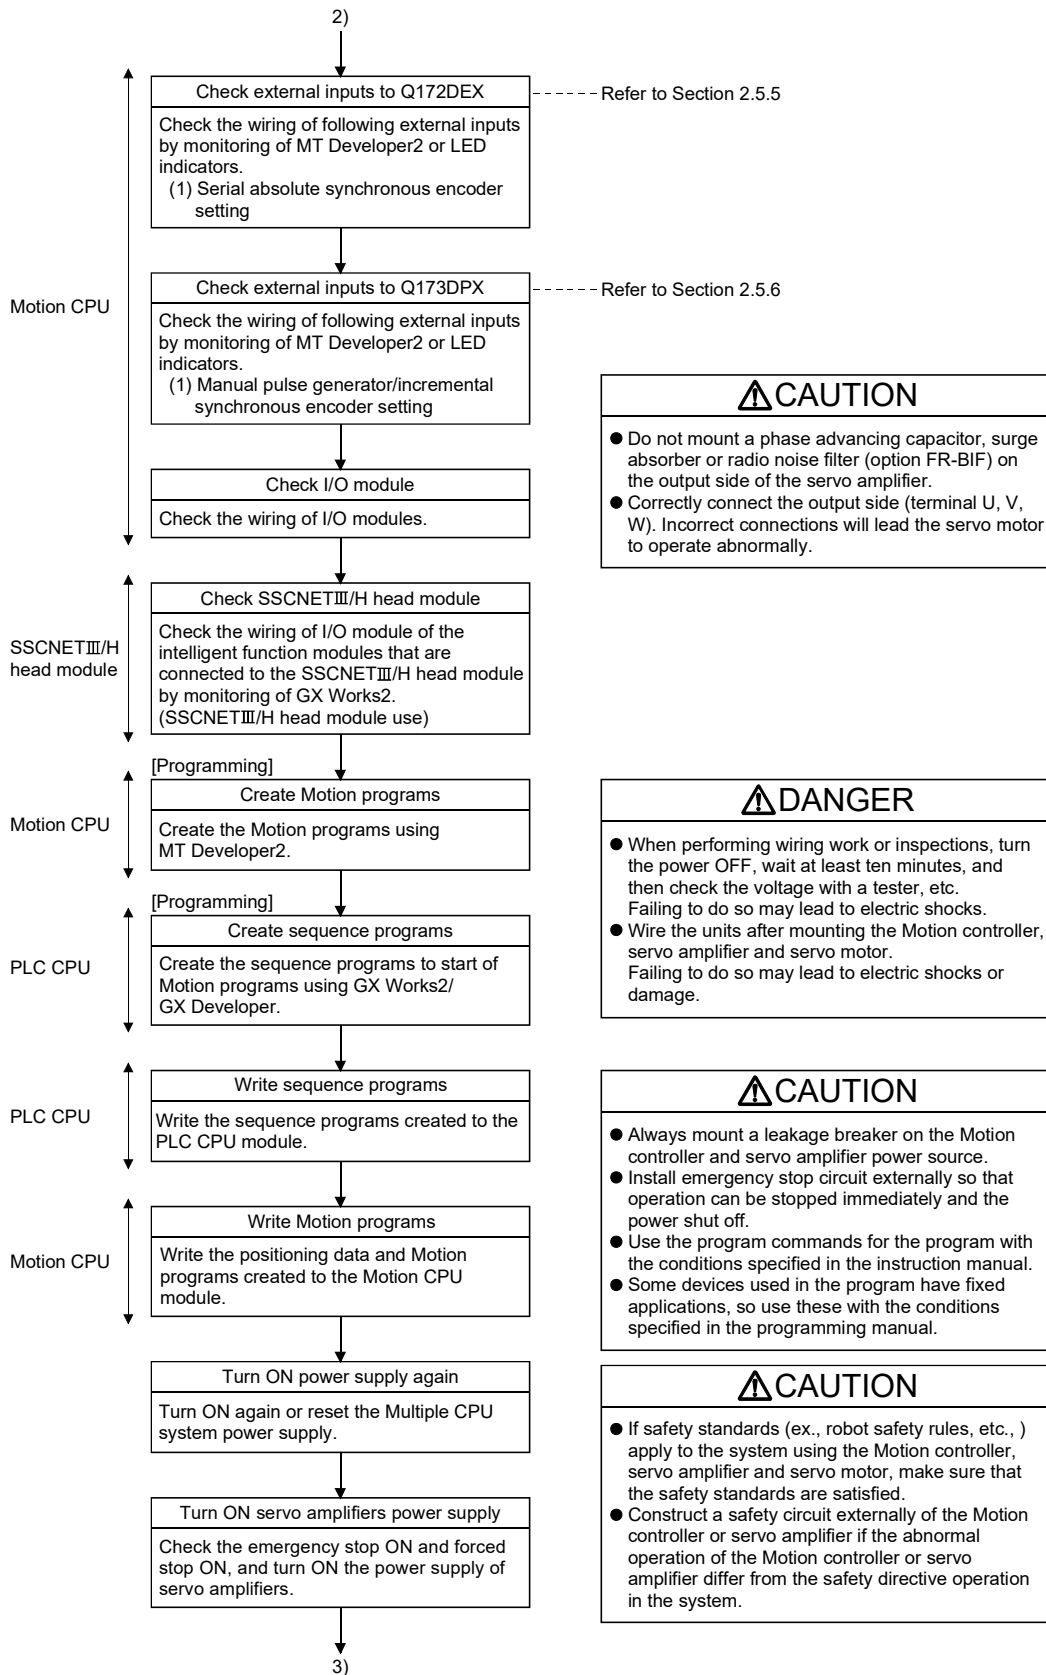 2)
Check external inputs to Q172DEX
Refer to Section 2.5.5
Check the wiring of following external inputs
by monitoring of MT Developer2 or LED
indicators.
(1) Serial absolute synchronous encoder
setting
Motion CPU
Check external inputs to Q173DPX
Refer to Section 2.5.6
Check the wiring of following external inputs
by monitoring of MT Developer2 or LED
indicators.
(1) Manual pulse generator/incremental
synchronous encoder setting
Check I/O module
Check the wiring of I/O modules.
CAUTION
● Do not mount a phase advancing capacitor, surge
absorber or radio noise filter (option FR-BIF) on
the output side of the servo amplifier.
● Correctly connect the output side (terminal U, V,
W). Incorrect connections will lead the servo motor
to operate abnormally.
SSCNETⅢ/H
head module
Check SSCNETⅢ/H head module
Check the wiring of I/O module of the
intelligent function modules that are
connected to the SSCNETⅢ/H head module
by monitoring of GX Works2.
(SSCNETⅢ/H head module use)
[Programming]
Motion CPU
Create Motion programs
Create the Motion programs using
MT Developer2.
[Programming]
PLC CPU
Create sequence programs
Create the sequence programs to start of
Motion programs using GX Works2/
GX Developer.
DANGER
● When performing wiring work or inspections, turn
the power OFF, wait at least ten minutes, and
then check the voltage with a tester, etc.
Failing to do so may lead to electric shocks.
● Wire the units after mounting the Motion controller,
servo amplifier and servo motor.
Failing to do so may lead to electric shocks or
damage.
PLC CPU
Write sequence programs
Write the sequence programs created to the
PLC CPU module.
Motion CPU
Write Motion programs
Write the positioning data and Motion
programs created to the Motion CPU
module.
CAUTION
● Always mount a leakage breaker on the Motion
controller and servo amplifier power source.
● Install emergency stop circuit externally so that
operation can be stopped immediately and the
power shut off.
● Use the program commands for the program with
the conditions specified in the instruction manual.
● Some devices used in the program have fixed
applications, so use these with the conditions
specified in the programming manual.
Turn ON power supply again
Turn ON again or reset the Multiple CPU
system power supply.
Turn ON servo amplifiers power supply
Check the emergency stop ON and forced
stop ON, and turn ON the power supply of
servo amplifiers.
CAUTION
● If safety standards (ex., robot safety rules, etc., )
apply to the system using the Motion controller,
servo amplifier and servo motor, make sure that
the safety standards are satisfied.
● Construct a safety circuit externally of the Motion
controller or servo amplifier if the abnormal
operation of the Motion controller or servo
amplifier differ from the safety directive operation
in the system.
3)